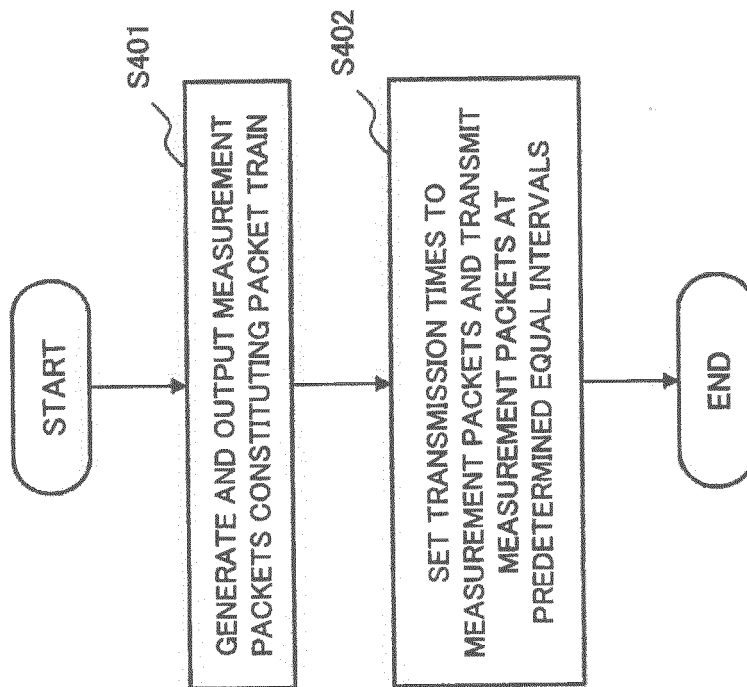 START
S401
GENERATE AND OUTPUT MEASUREMENT
PACKETS CONSTITUTING PACKET TRAIN
S402
SET TRANSMISSION TIMES TO
MEASUREMENT PACKETS AND TRANSMIT
MEASUREMENT PACKETS AT
PREDETERMINED EQUAL INTERVALS
END